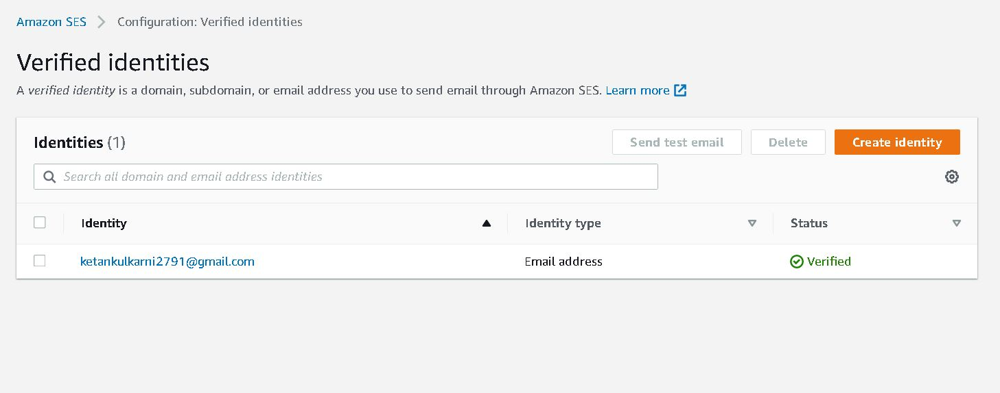 Amazon SES > Configuration: Verified identities
Verified identities
A verified identity is a domain, subdomain, or email address you use to send email through Amazon SES. Learn more
Identities (1) Send test email Delete Create identity
Search all domain and email address identities
Identity Identity type Status
ketankulkarni2791@gmail.com Email address Verified